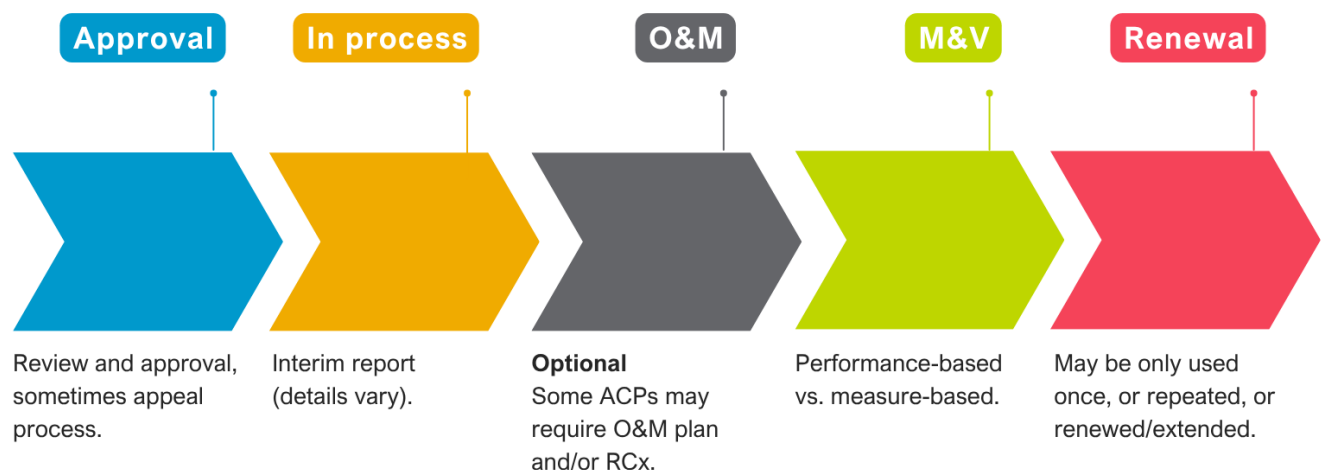 Approval
In process
O&M
M&V
Renewal
Review and approval,
sometimes appeal
process.
Interim report
(details vary).
Optional
Some ACPs may
require O&M plan
and/or RCx.
Performance-based
vs. measure-based.
May be only used
once, or repeated, or
renewed/extended.